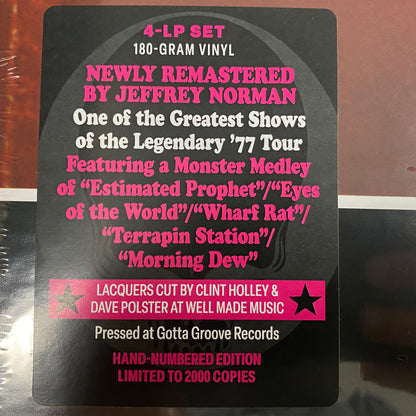 4-LP SET
180-GRAM VINYL
NEWLY REMASTERED
BY JEFFREY NORMAN
One of the Greatest Shows
of the Legendary ’77 Tour
Featuring a Monster Medley
of “Estimated Prophet”/“Eyes
of the World”/“Wharf Rat”/
“Terrapin Station”/
“Morning Dew”
LACQUERS CUT BY CLINT HOLLEY &
DAVE POLSTER AT WELL MADE MUSIC
Pressed at Gotta Groove Records
HAND-NUMBERED EDITION
LIMITED TO 2000 COPIES